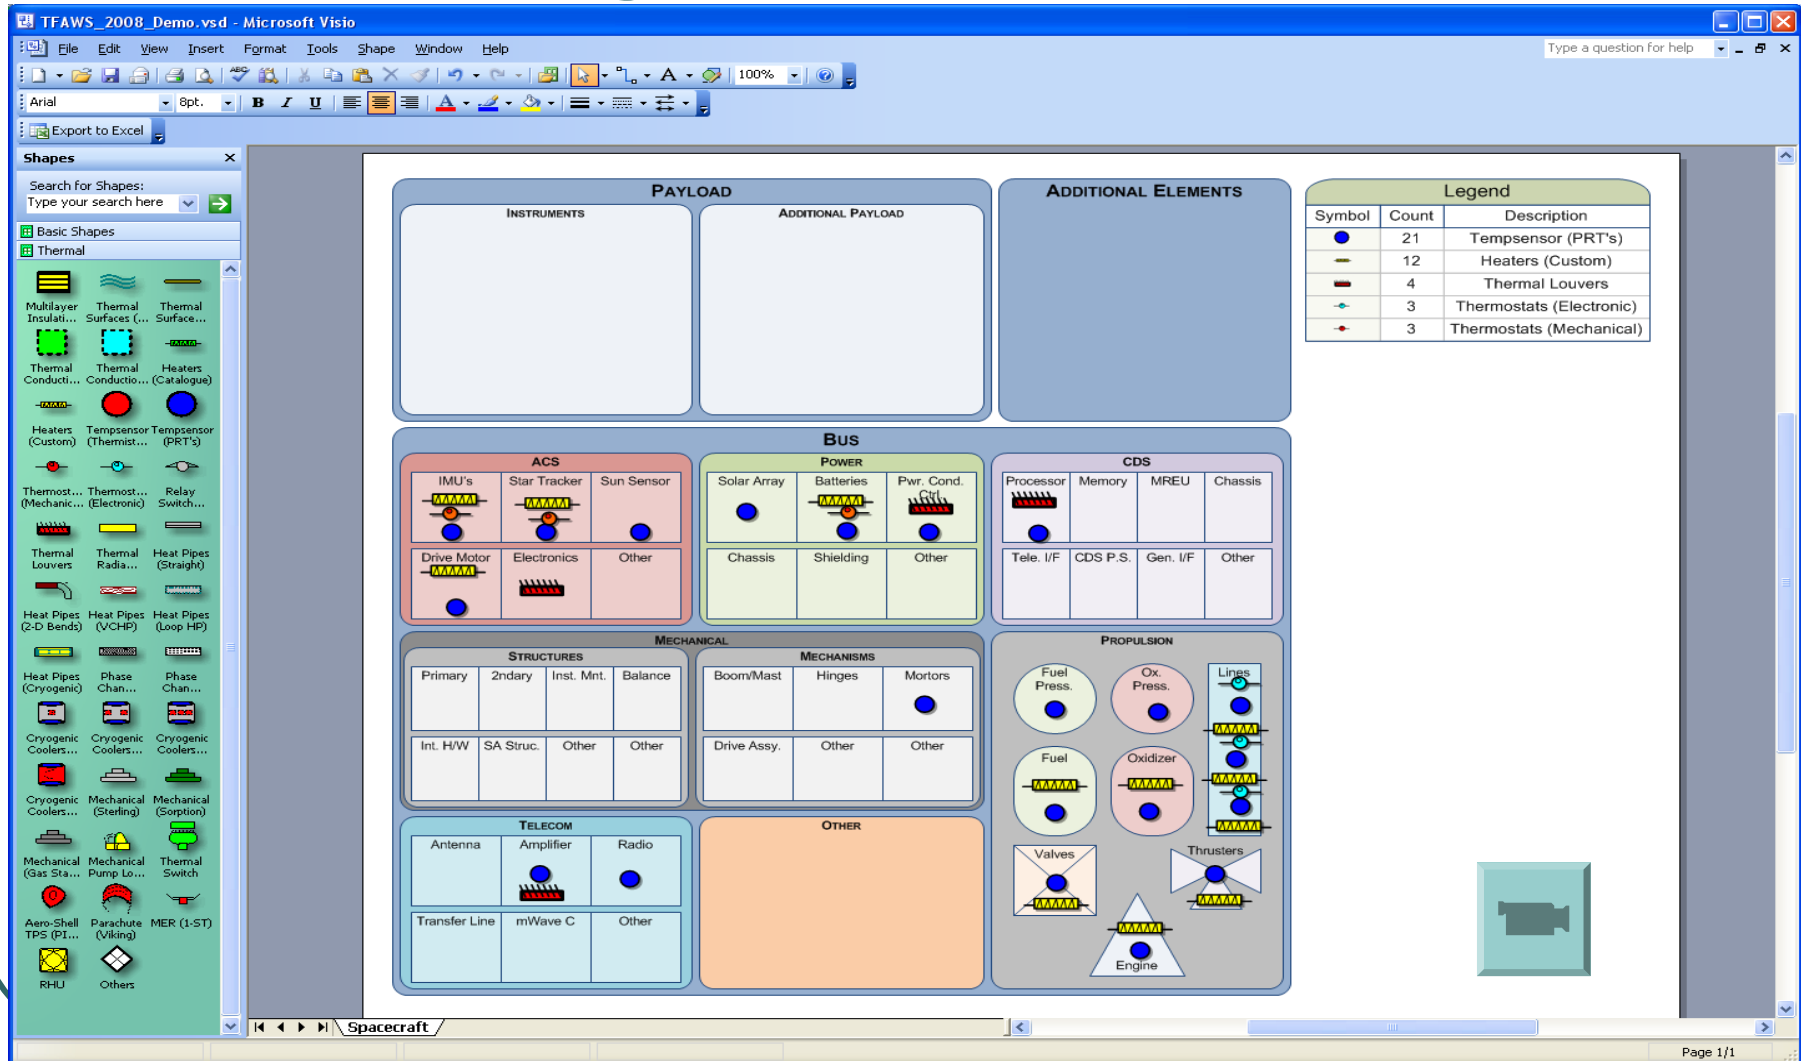 TFAWS_2008_Demo.vsd - Microsoft Visio
File Edit View Insert Format Tools Shape Window Help
Type a question for help
100%
Arial 8pt. B I U
Export to Excel
Shapes
Search for Shapes:
Type your search here
Basic Shapes
Thermal
Multilayer Insulati...
Thermal Surfaces (...
Thermal Surface...
Thermal Conducti...
Thermal Conductio...
Heaters (Catalogue)
Heaters (Custom)
Tempsensor (Thermist...
Tempsensor (PRT's)
Thermost... (Mechanic...
Thermost... (Electronic)
Relay Switch...
Thermal Louvers
Thermal Radia...
Heat Pipes (Straight)
Heat Pipes (2-D Bends)
Heat Pipes (VCHP)
Heat Pipes (Loop HP)
Heat Pipes (Cryogenic)
Phase Chan...
Phase Chan...
Cryogenic Coolers...
Cryogenic Coolers...
Cryogenic Coolers...
Cryogenic Coolers...
Mechanical (Sterling)
Mechanical (Sorption)
Mechanical (Gas Sta...
Mechanical Pump Lo...
Thermal Switch
Aero-Shell TPS (PI...
Parachute (Viking)
MER (1-ST)
RHU
Others
PAYLOAD
INSTRUMENTS
ADDITIONAL PAYLOAD
ADDITIONAL ELEMENTS
Legend
Symbol Count Description
21 Tempsensor (PRT's)
12 Heaters (Custom)
4 Thermal Louvers
3 Thermostats (Electronic)
3 Thermostats (Mechanical)
BUS
ACS
IMU's Star Tracker Sun Sensor
Drive Motor Electronics Other
POWER
Solar Array Batteries Pwr. Cond. Ctrl.
Chassis Shielding Other
CDS
Processor Memory MREU Chassis
Tele. I/F CDS P.S. Gen. I/F Other
MECHANICAL
STRUCTURES
Primary 2ndary Inst. Mnt. Balance
Int. H/W SA Struc. Other Other
MECHANISMS
Boom/Mast Hinges Mortors
Drive Assy. Other Other
PROPULSION
Fuel Press.
Ox. Press.
Lines
Fuel
Oxidizer
Valves
Thrusters
Engine
TELECOM
Antenna Amplifier Radio
Transfer Line mWave C Other
OTHER
Spacecraft
Page 1/1